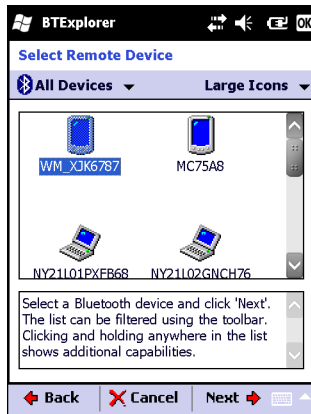 BTExplorer OK
Select Remote Device
All Devices Large Icons
WM_XJK6787 MC75A8
NY21L01PXFB68 NY21L02GNCH76
Select a Bluetooth device and click 'Next'.
The list can be filtered using the toolbar.
Clicking and holding anywhere in the list
shows additional capabilities.
Back Cancel Next